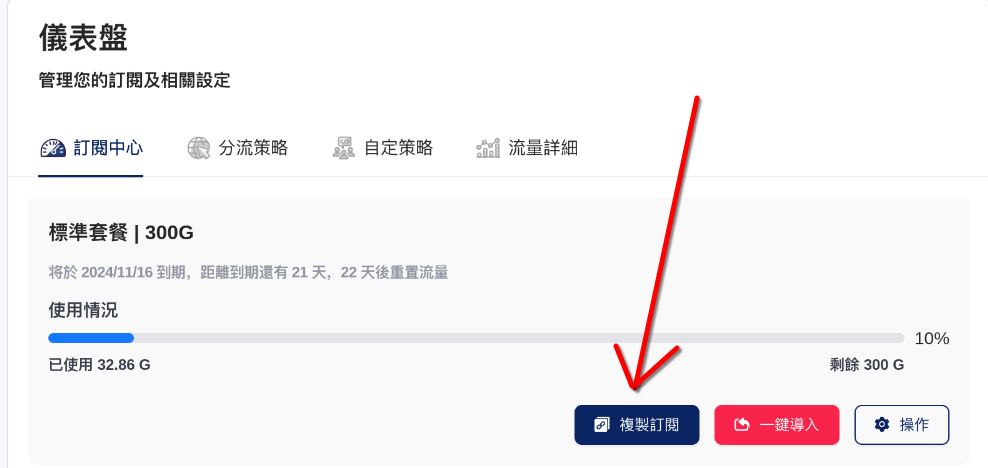 儀表盤
管理您的訂閱及相關設定
訂閱中心 分流策略 自定策略 流量詳細
標準套餐 | 300G
将於 2024/11/16 到期，距離到期還有 21 天，22 天後重置流量
使用情況
10%
已使用 32.86 G 剩餘 300 G
複製訂閱 一鍵導入 操作